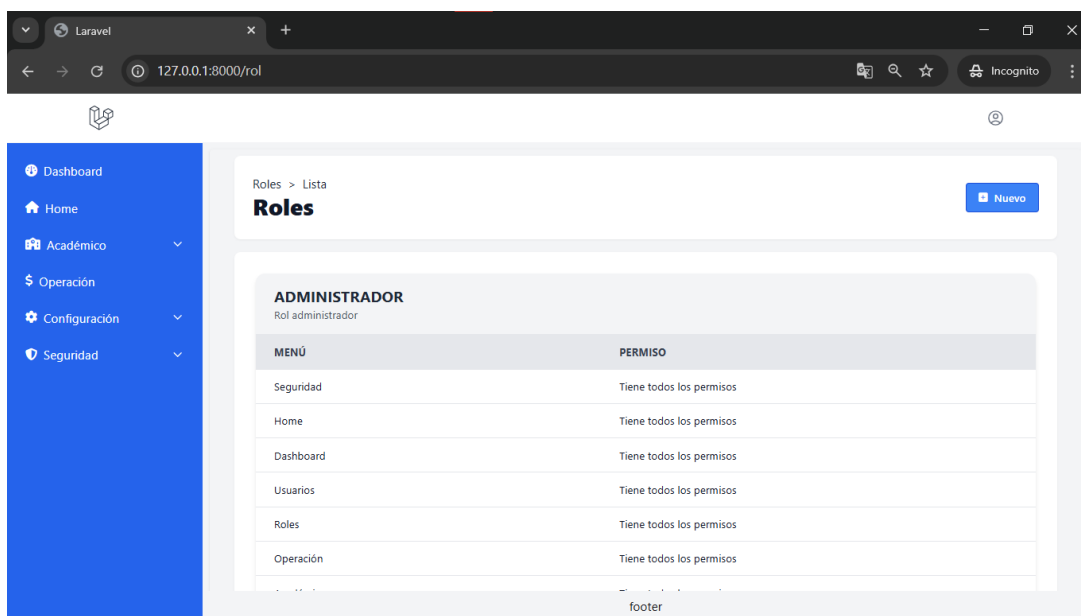 Laravel
127.0.0.1:8000/rol
Incognito
Dashboard
Home
Académico
Operación
Configuración
Seguridad
Roles > Lista
Roles
Nuevo
ADMINISTRADOR
Rol administrador
MENÚ PERMISO
Seguridad Tiene todos los permisos
Home Tiene todos los permisos
Dashboard Tiene todos los permisos
Usuarios Tiene todos los permisos
Roles Tiene todos los permisos
Operación Tiene todos los permisos
footer